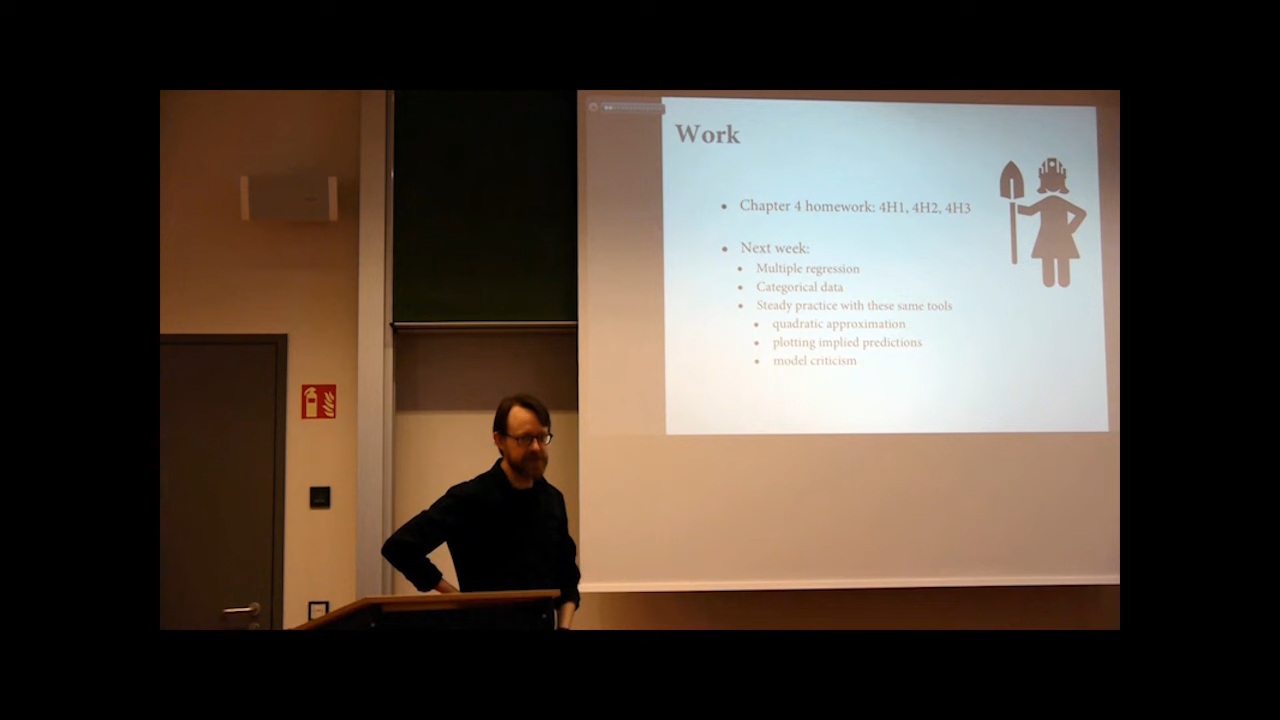 Work
• Chapter 4 homework: 4H1, 4H2, 4H3
• Next week:
• Multiple regression
• Categorical data
• Steady practice with these same tools
• quadratic approximation
• plotting implied predictions
• model criticism